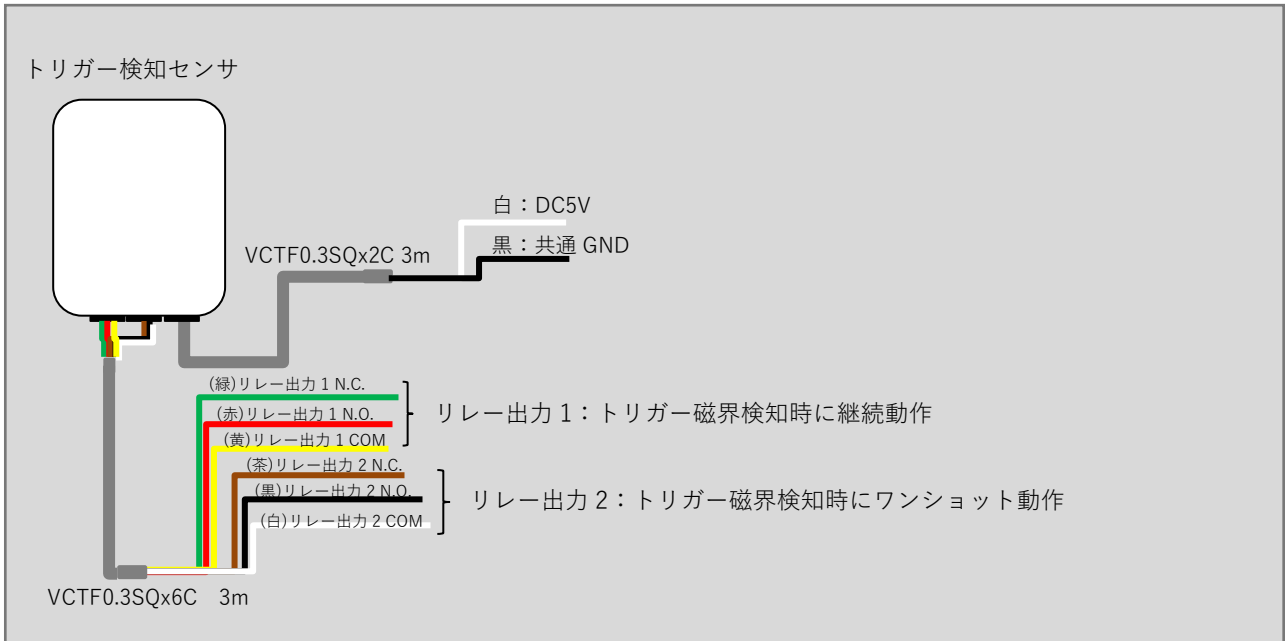 トリガー検知センサ
白：DC5V
黒：共通 GND
VCTF0.3SQx2C 3m
(緑)リレー出力 1 N.C.
(赤)リレー出力 1 N.O.
(黄)リレー出力 1 COM
リレー出力 1：トリガー磁界検知時に継続動作
(茶)リレー出力 2 N.C.
(黒)リレー出力 2 N.O.
(白)リレー出力 2 COM
リレー出力 2：トリガー磁界検知時にワンショット動作
VCTF0.3SQx6C　3m